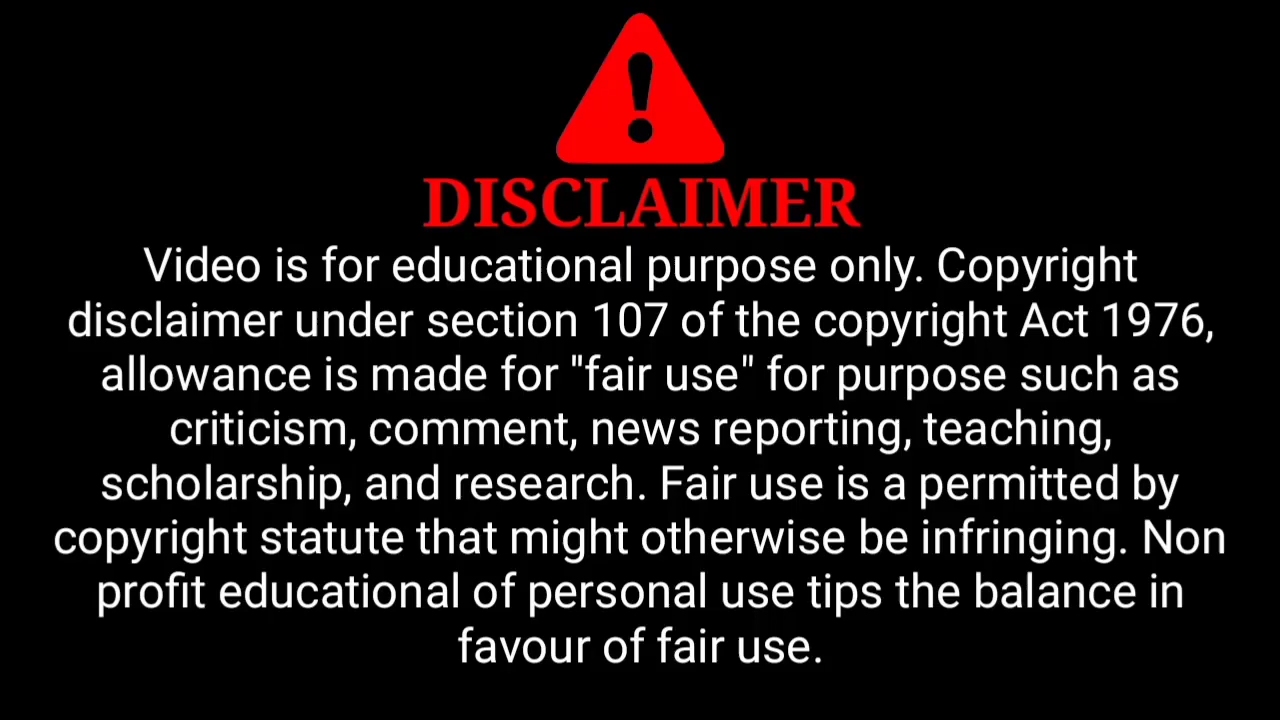 DISCLAIMER
Video is for educational purpose only. Copyright
disclaimer under section 107 of the copyright Act 1976,
allowance is made for "fair use" for purpose such as
criticism, comment, news reporting, teaching,
scholarship, and research. Fair use is a permitted by
copyright statute that might otherwise be infringing. Non
profit educational of personal use tips the balance in
favour of fair use.